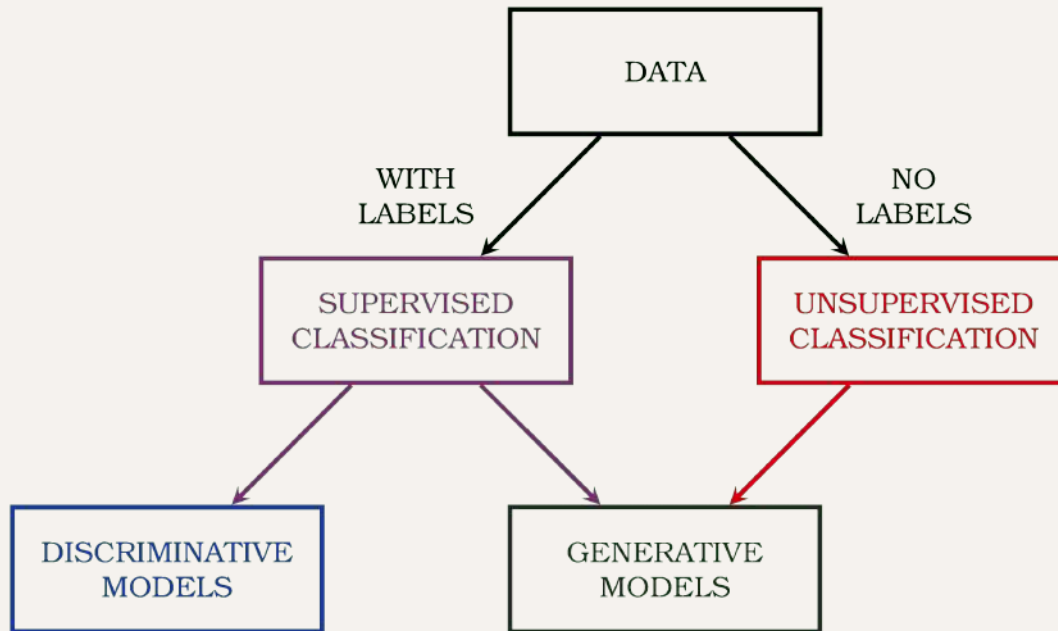 DATA
WITH
LABELS
NO
LABELS
SUPERVISED
CLASSIFICATION
UNSUPERVISED
CLASSIFICATION
DISCRIMINATIVE
MODELS
GENERATIVE
MODELS